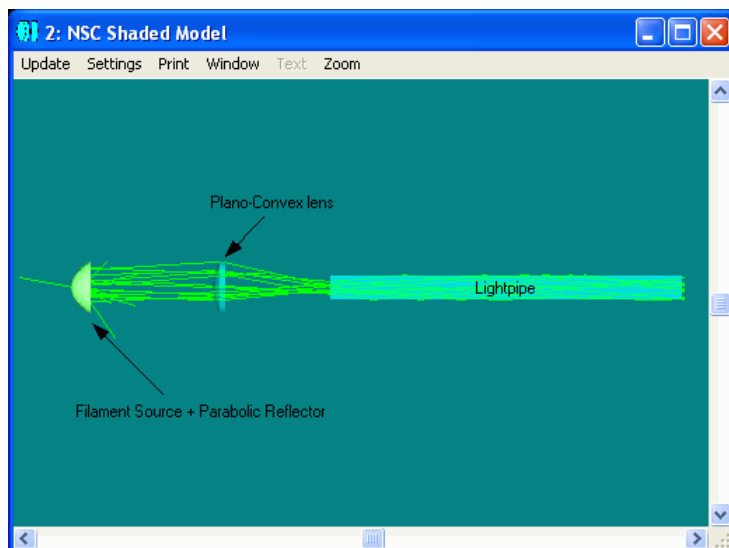 2: NSC Shaded Model
Update Settings Print Window Text Zoom
Plano-Convex lens
Lightpipe
Filament Source + Parabolic Reflector